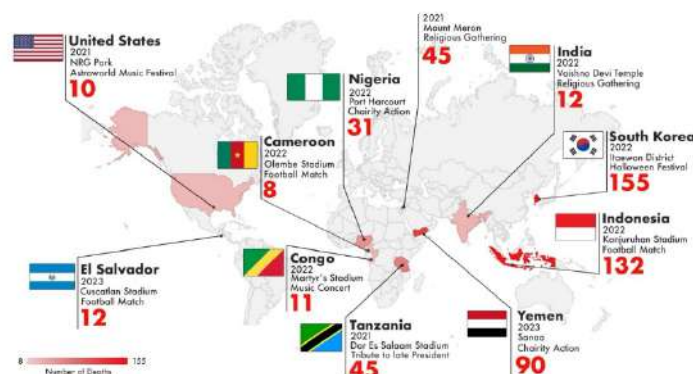 United States
2021
NRG Park
Astroworld Music Festival
10
Nigeria
2022
Port Harcourt
Chairity Action
31
2021
Mount Meron
Religious Gathering
45
India
2022
Vaishno Devi Temple
Religious Gathering
12
Cameroon
2022
Olembe Stadium
Football Match
8
South Korea
2022
Itaewon District
Halloween Festival
155
El Salvador
2023
Cuscatlan Stadium
Football Match
12
Congo
2022
Martyr's Stadium
Music Concert
11
Indonesia
2022
Kanjuruhan Stadium
Football Match
132
Tanzania
2021
Dar Es Salaam Stadium
Tribute to late President
45
Yemen
2023
Sanaa
Chairity Action
90
8 155
Number of Deaths